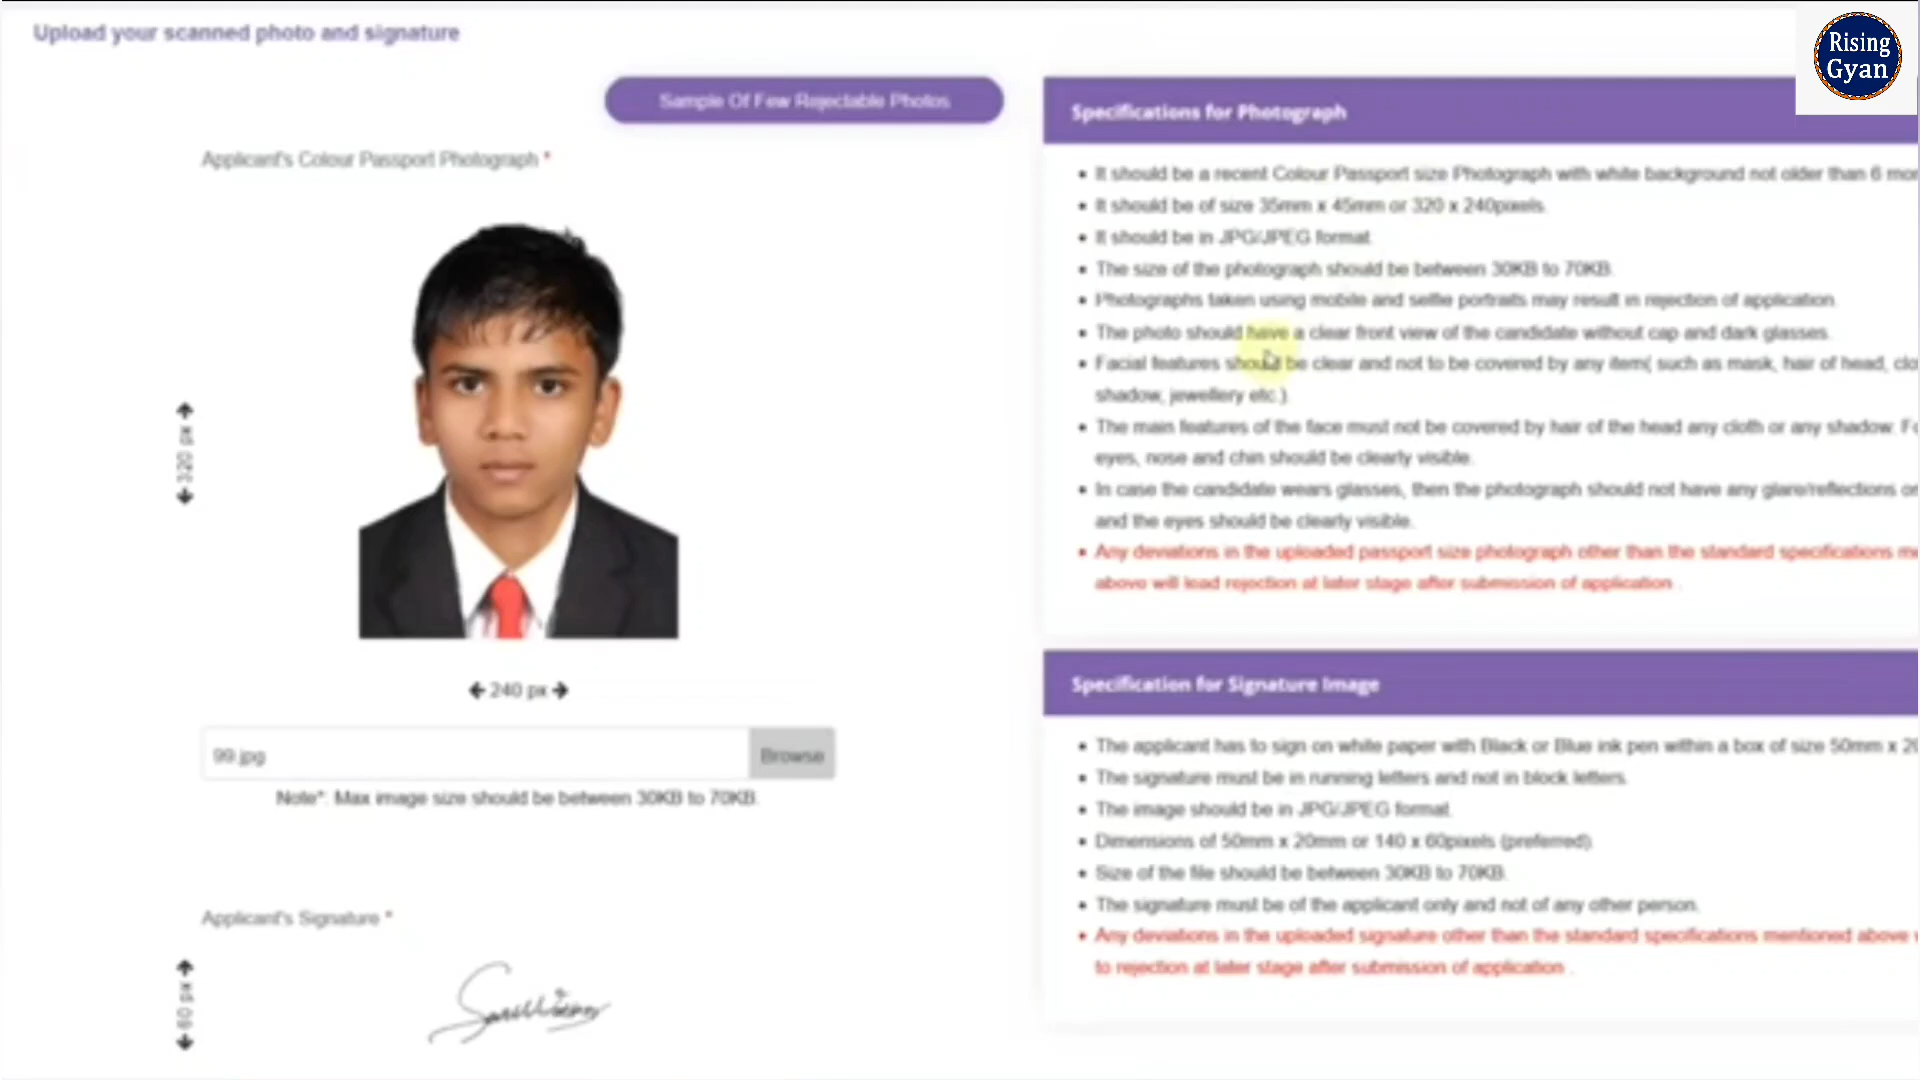 Upload your scanned photo and signature
Rising
Gyan
Sample Of Few Rejectable Photos
Applicant's Colour Passport Photograph *
320 px
240 px
99.jpg
Browse
Note*: Max image size should be between 30KB to 70KB.
Applicant's Signature *
60 px
Specifications for Photograph
It should be a recent Colour Passport size Photograph with white background not older than 6 mor
It should be of size 35mm x 45mm or 320 x 240pixels.
It should be in JPG/JPEG format.
The size of the photograph should be between 30KB to 70KB.
Photographs taken using mobile and selfie portraits may result in rejection of application.
The photo should have a clear front view of the candidate without cap and dark glasses.
Facial features should be clear and not to be covered by any item( such as mask, hair of head, clo
shadow, jewellery etc.).
The main features of the face must not be covered by hair of the head any cloth or any shadow. Fo
eyes, nose and chin should be clearly visible.
In case the candidate wears glasses, then the photograph should not have any glare/reflections or
and the eyes should be clearly visible.
Any deviations in the uploaded passport size photograph other than the standard specifications me
above will lead rejection at later stage after submission of application .
Specification for Signature Image
The applicant has to sign on white paper with Black or Blue ink pen within a box of size 50mm x 20
The signature must be in running letters and not in block letters.
The image should be in JPG/JPEG format.
Dimensions of 50mm x 20mm or 140 x 60pixels (preferred).
Size of the file should be between 30KB to 70KB.
The signature must be of the applicant only and not of any other person.
Any deviations in the uploaded signature other than the standard specifications mentioned above
to rejection at later stage after submission of application .